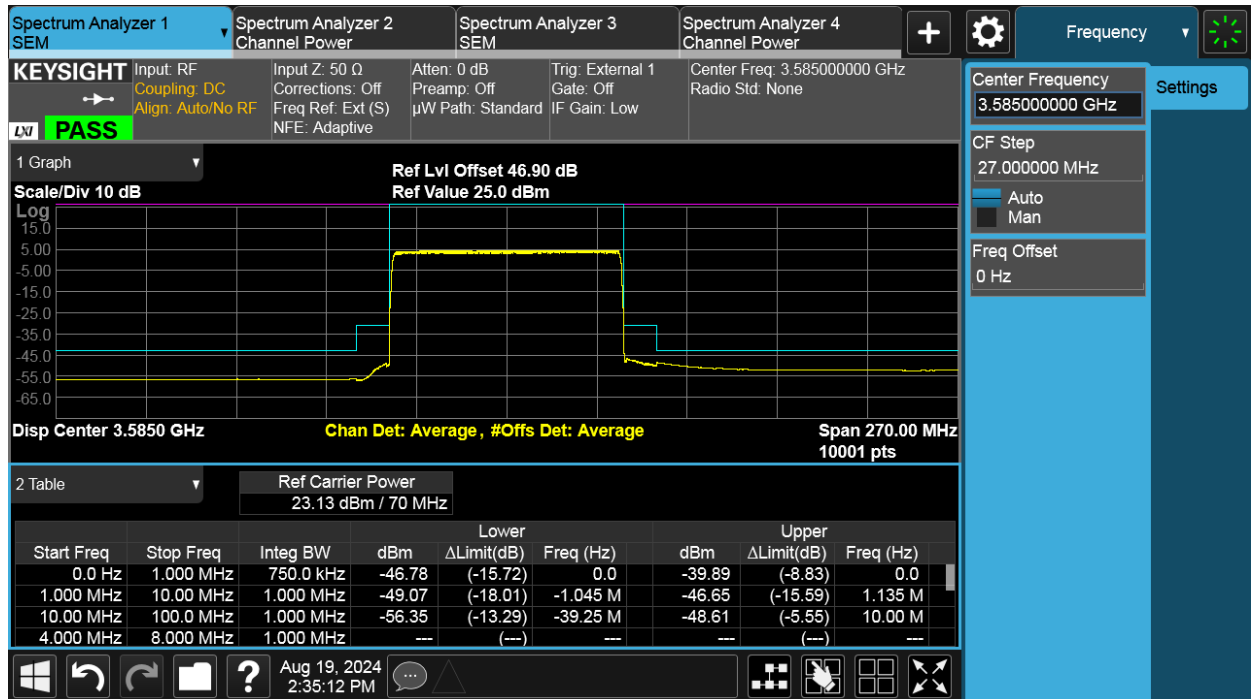 Spectrum Analyzer 1
SEM
Spectrum Analyzer 2
Channel Power
Spectrum Analyzer 3
SEM
Spectrum Analyzer 4
Channel Power
Frequency
KEYSIGHT
LXI PASS
Input: RF
Coupling: DC
Align: Auto/No RF
Input Z: 50 Ω
Corrections: Off
Freq Ref: Ext (S)
NFE: Adaptive
Atten: 0 dB
Preamp: Off
µW Path: Standard
Trig: External 1
Gate: Off
IF Gain: Low
Center Freq: 3.585000000 GHz
Radio Std: None
Center Frequency
3.585000000 GHz
Settings
CF Step
27.000000 MHz
Auto
Man
Freq Offset
0 Hz
1 Graph
Scale/Div 10 dB
Ref Lvl Offset 46.90 dB
Ref Value 25.0 dBm
Log
15.0
5.00
-5.00
-15.0
-25.0
-35.0
-45.0
-55.0
-65.0
Disp Center 3.5850 GHz
Chan Det: Average , #Offs Det: Average
Span 270.00 MHz
10001 pts
2 Table
Ref Carrier Power
23.13 dBm / 70 MHz
Lower Upper
Start Freq Stop Freq Integ BW dBm ΔLimit(dB) Freq (Hz) dBm ΔLimit(dB) Freq (Hz)
0.0 Hz 1.000 MHz 750.0 kHz -46.78 (-15.72) 0.0 -39.89 (-8.83) 0.0
1.000 MHz 10.00 MHz 1.000 MHz -49.07 (-18.01) -1.045 M -46.65 (-15.59) 1.135 M
10.00 MHz 100.0 MHz 1.000 MHz -56.35 (-13.29) -39.25 M -48.61 (-5.55) 10.00 M
4.000 MHz 8.000 MHz 1.000 MHz --- (---) --- --- (---) ---
Aug 19, 2024
2:35:12 PM